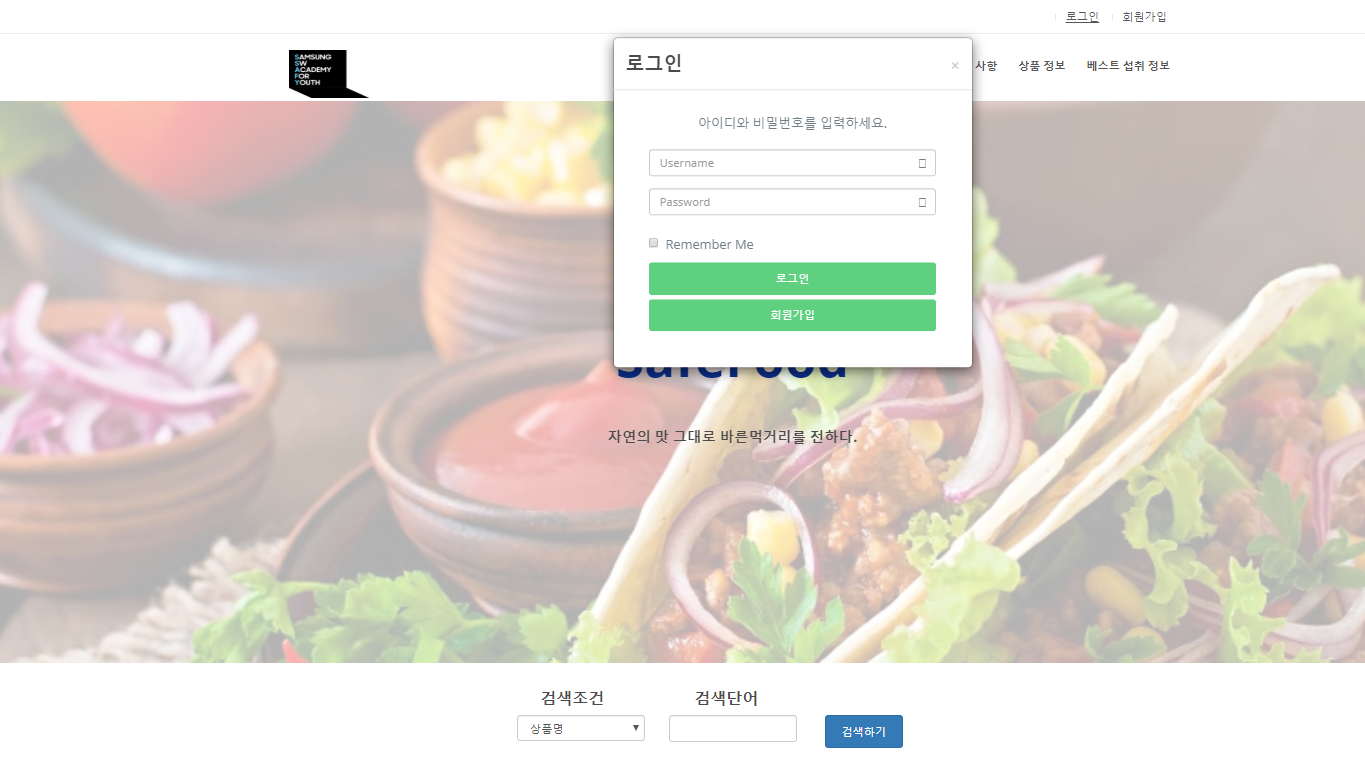 로그인 회원가입
SAMSUNG
SW
ACADEMY
FOR
YOUTH
로그인 ×
사항 상품 정보 베스트 섭취 정보
아이디와 비밀번호를 입력하세요.
Username
Password
Remember Me
로그인
회원가입
SafeFood
자연의 맛 그대로 바른먹거리를 전하다.
검색조건 검색단어
상품명 검색하기